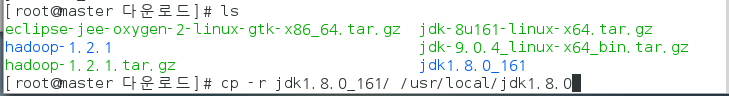 [root@master 다운로드]# ls
eclipse-jee-oxygen-2-linux-gtk-x86_64.tar.gz jdk-8u161-linux-x64.tar.gz
hadoop-1.2.1 jdk-9.0.4_linux-x64_bin.tar.gz
hadoop-1.2.1.tar.gz jdk1.8.0_161
[root@master 다운로드]# cp -r jdk1.8.0_161/ /usr/local/jdk1.8.0